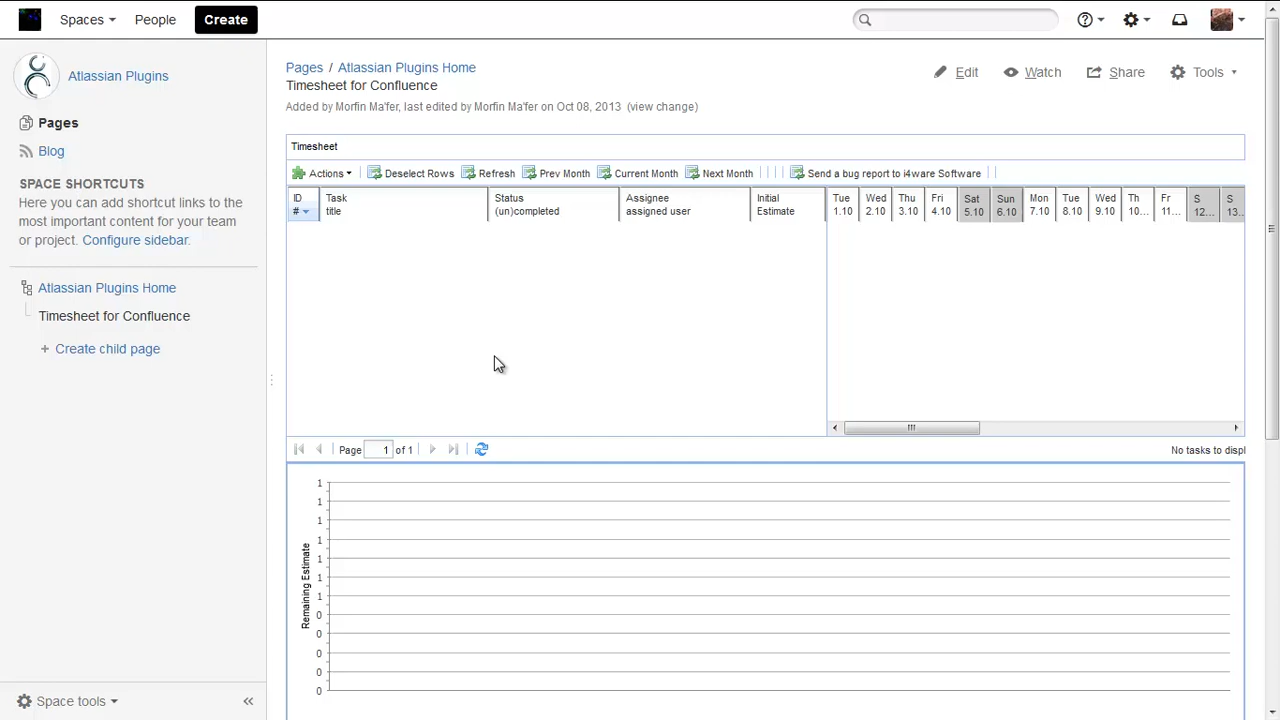 Spaces People Create
Atlassian Plugins
Pages
Blog
SPACE SHORTCUTS
Here you can add shortcut links to the
most important content for your team
or project. Configure sidebar.
Atlassian Plugins Home
Timesheet for Confluence
+ Create child page
Space tools
Pages / Atlassian Plugins Home
Timesheet for Confluence
Added by Morfin Ma'fer, last edited by Morfin Ma'fer on Oct 08, 2013 (view change)
Edit Watch Share Tools
Timesheet
Actions Deselect Rows Refresh Prev Month Current Month Next Month Send a bug report to i4ware Software
ID Task Status Assignee Initial Tue Wed Thu Fri Sat Sun Mon Tue Wed Th Fr S S
# title (un)completed assigned user Estimate 1.10 2.10 3.10 4.10 5.10 6.10 7.10 8.10 9.10 10... 11... 12... 13..
Page 1 of 1 No tasks to displ
Remaining Estimate
1
1
1
1
1
1
1
0
0
0
0
0